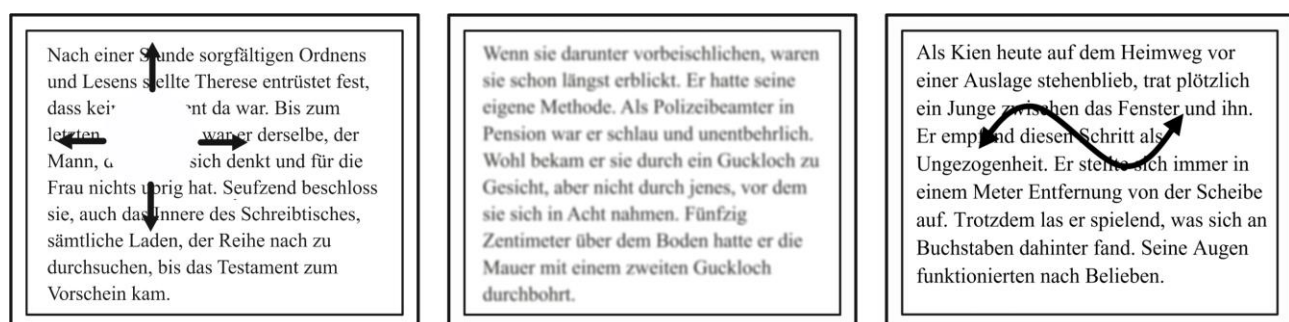 Nach einer Stunde sorgfältigen Ordnens
und Lesens stellte Therese entrüstet fest,
dass da war. Bis zum
letzten war er derselbe, der
Mann, sich denkt und für die
Frau nichts übrig hat. Seufzend beschloss
sie, auch das Innere des Schreibtisches,
sämtliche Laden, der Reihe nach zu
durchsuchen, bis das Testament zum
Vorschein kam.
Wenn sie darunter vorbeischlichen, waren
sie schon längst erblickt. Er hatte seine
eigene Methode. Als Polizeibeamter in
Pension war er schlau und unentbehrlich.
Wohl bekam er sie durch ein Guckloch zu
Gesicht, aber nicht durch jenes, vor dem
sie sich in Acht nahmen. Fünfzig
Zentimeter über dem Boden hatte er die
Mauer mit einem zweiten Guckloch
durchbohrt.
Als Kien heute auf dem Heimweg vor
einer Auslage stehenblieb, trat plötzlich
ein Junge zwischen das Fenster und ihn.
Er empfand diesen Schritt als
Ungezogenheit. Er stellte sich immer in
einem Meter Entfernung von der Scheibe
auf. Trotzdem las er spielend, was sich an
Buchstaben dahinter fand. Seine Augen
funktionierten nach Belieben.